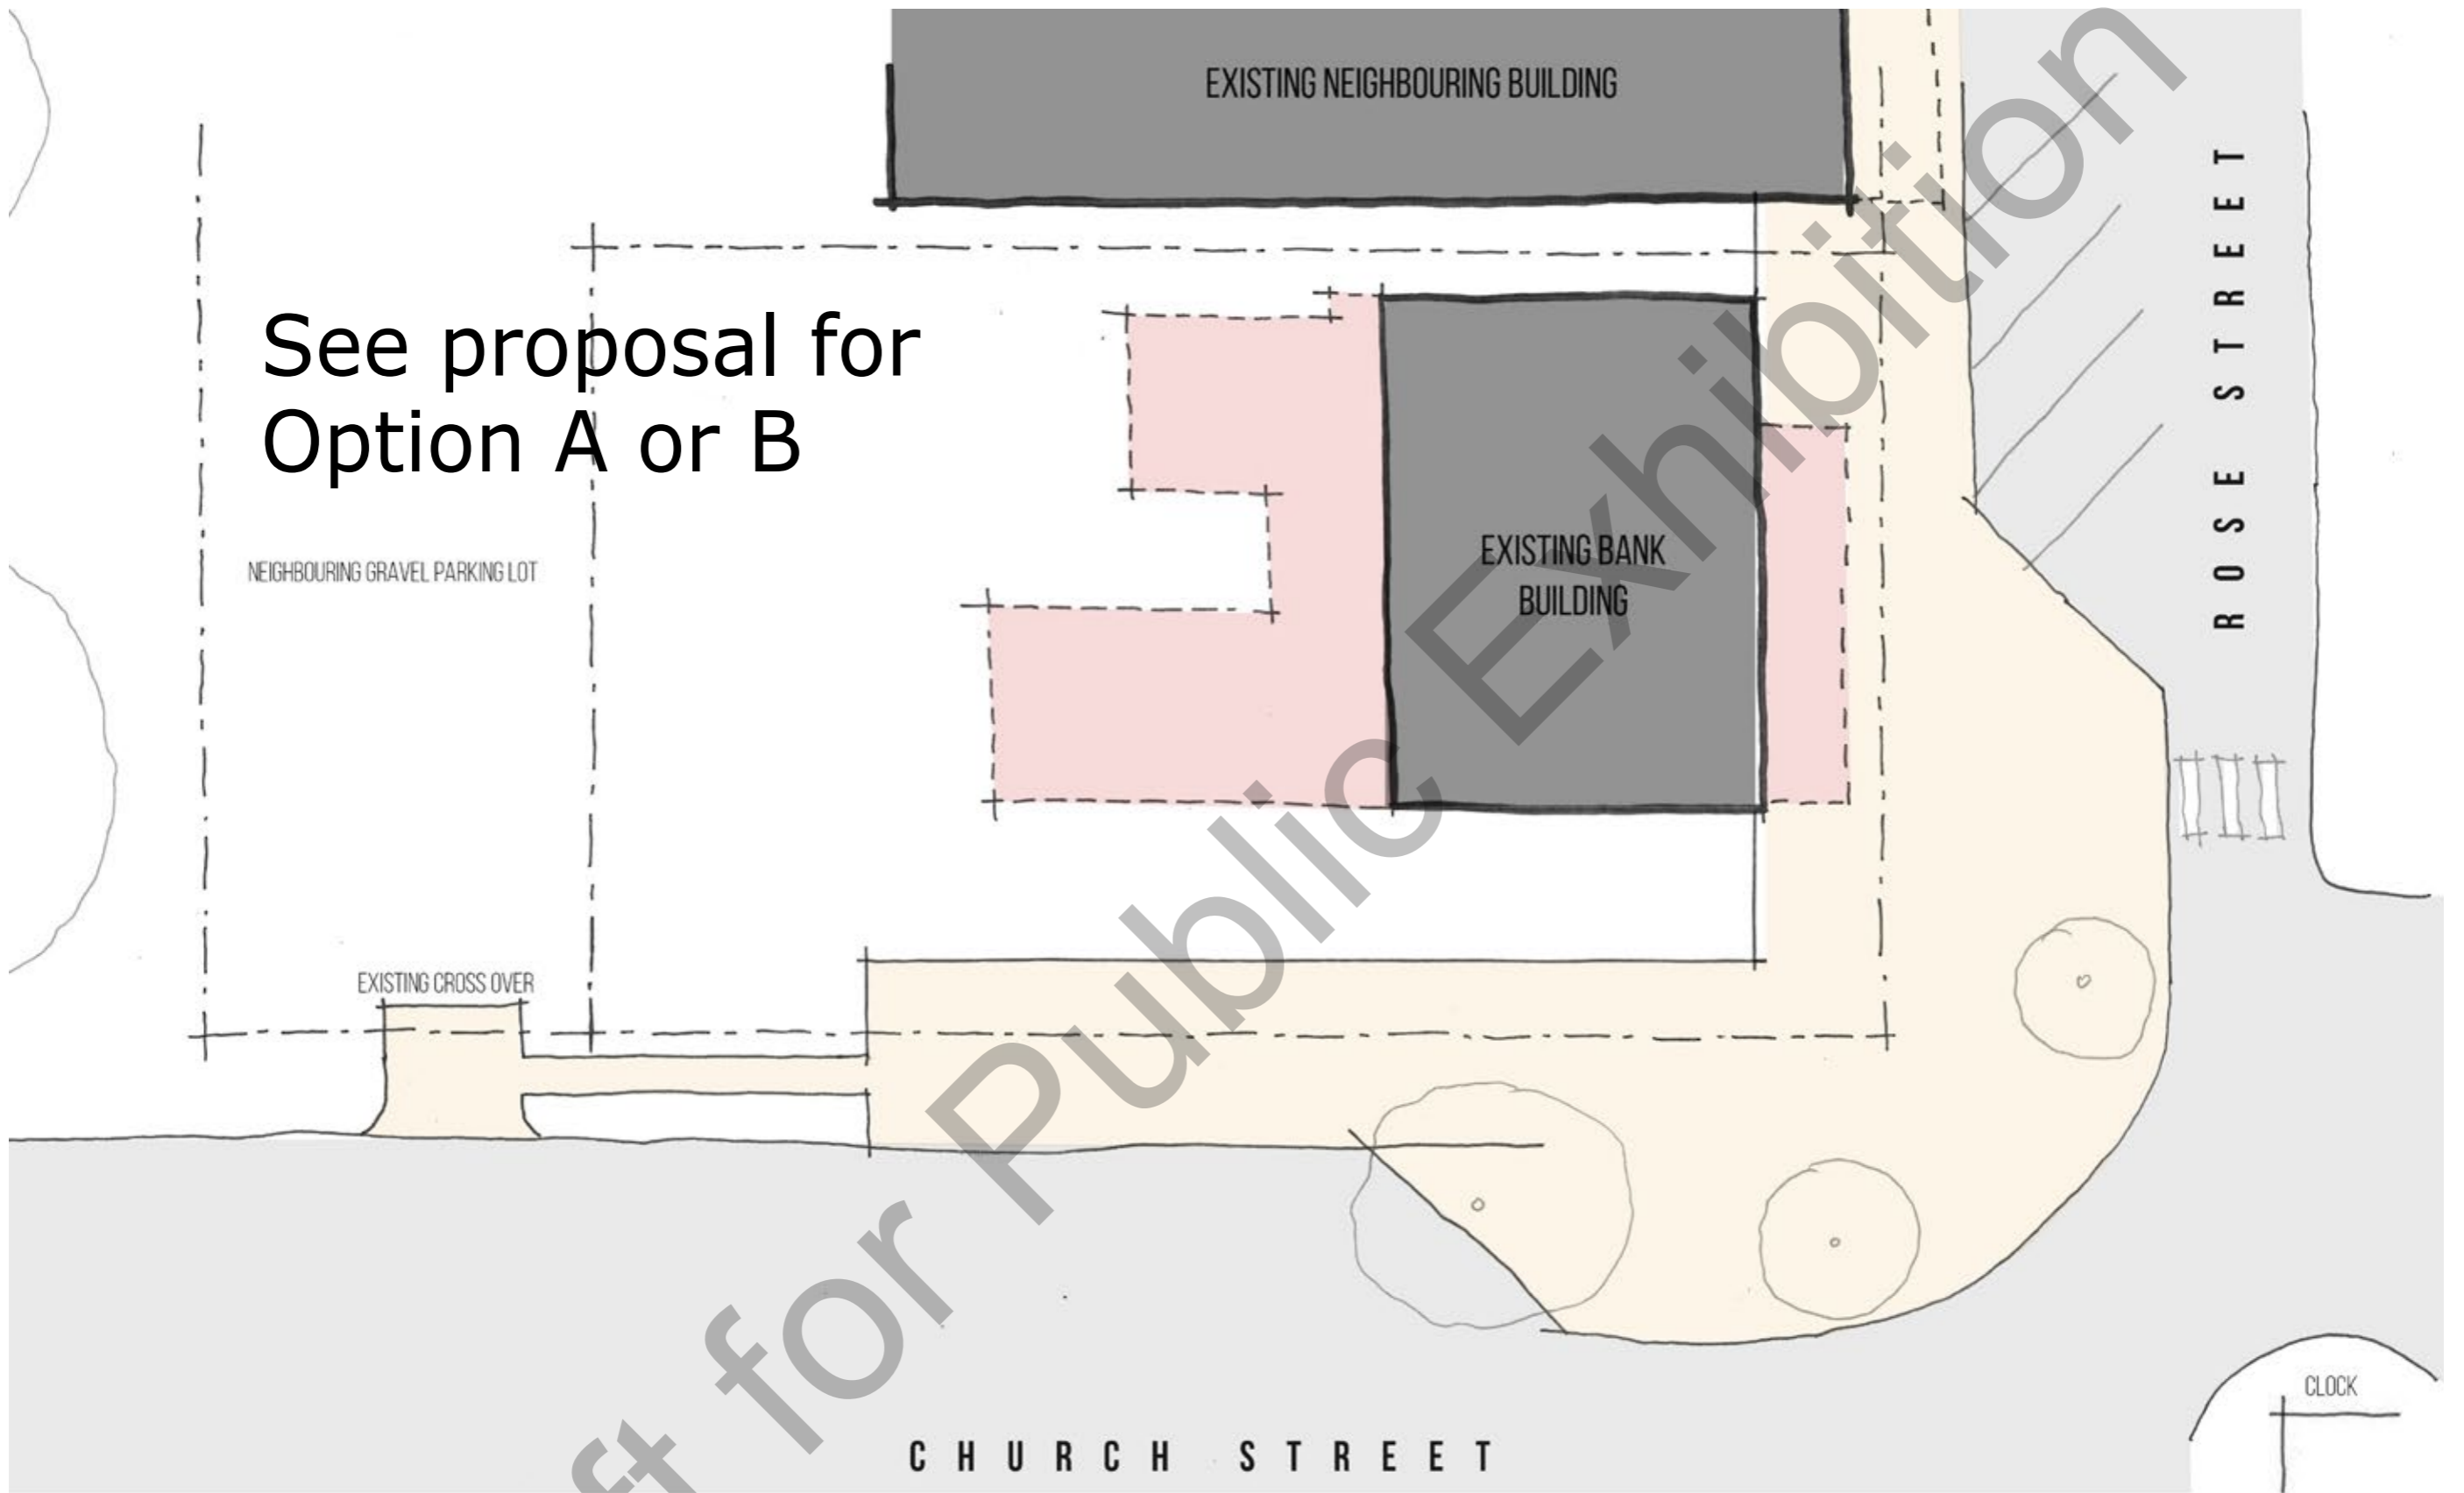 EXISTING NEIGHBOURING BUILDING
ROSE STREET
See proposal for
Option A or B
NEIGHBOURING GRAVEL PARKING LOT
EXISTING BANK
BUILDING
EXISTING CROSS OVER
CLOCK
CHURCH STREET
ft for Public Exhibition